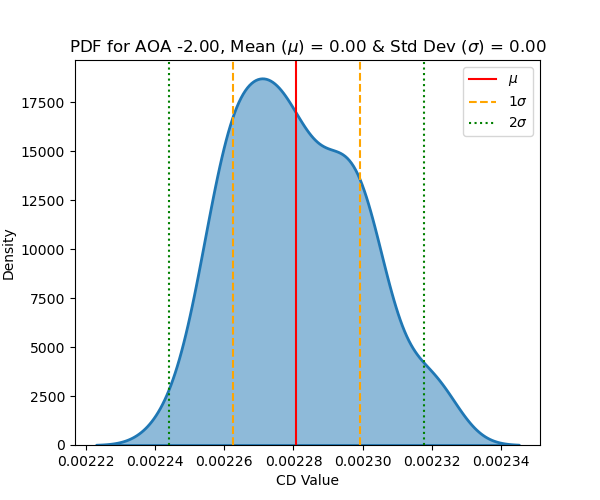 PDF for AOA -2.00, Mean (μ) = 0.00 & Std Dev (σ) = 0.00
μ
1σ
2σ
Density
17500
15000
12500
10000
7500
5000
2500
0
0.00222 0.00224 0.00226 0.00228 0.00230 0.00232 0.00234
CD Value